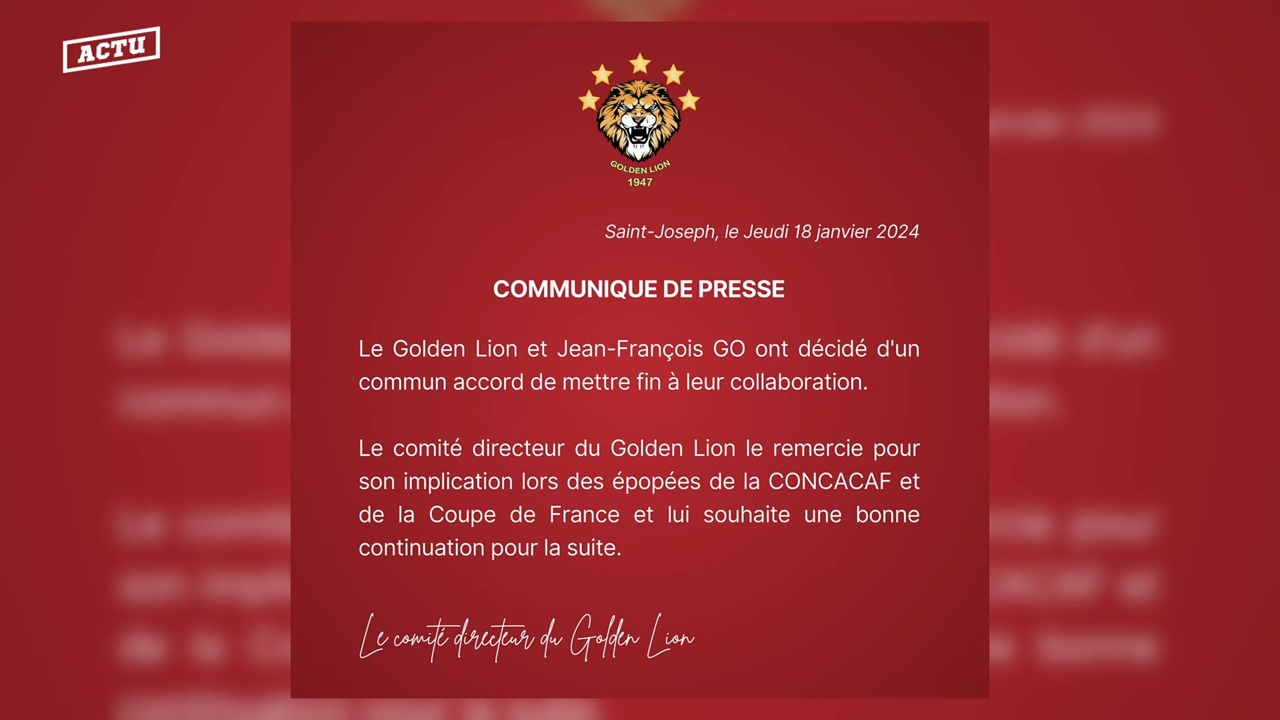 ACTU
GOLDEN LION
1947
Saint-Joseph, le Jeudi 18 janvier 2024
COMMUNIQUE DE PRESSE
Le Golden Lion et Jean-François GO ont décidé d'un
commun accord de mettre fin à leur collaboration.
Le comité directeur du Golden Lion le remercie pour
son implication lors des épopées de la CONCACAF et
de la Coupe de France et lui souhaite une bonne
continuation pour la suite.
Le comité directeur du Golden Lion